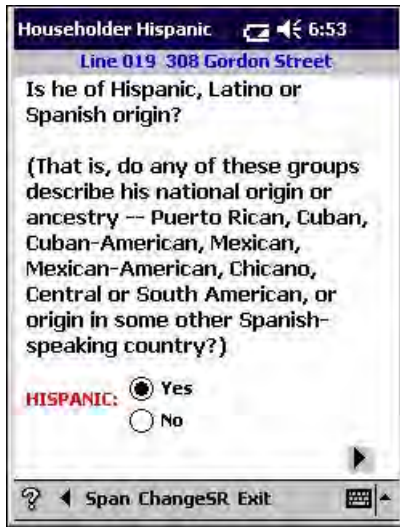 Householder Hispanic 6:53
Line 019 308 Gordon Street
Is he of Hispanic, Latino or
Spanish origin?
(That is, do any of these groups
describe his national origin or
ancestry -- Puerto Rican, Cuban,
Cuban-American, Mexican,
Mexican-American, Chicano,
Central or South American, or
origin in some other Spanish-
speaking country?)
HISPANIC: Yes
No
? Span ChangeSR Exit